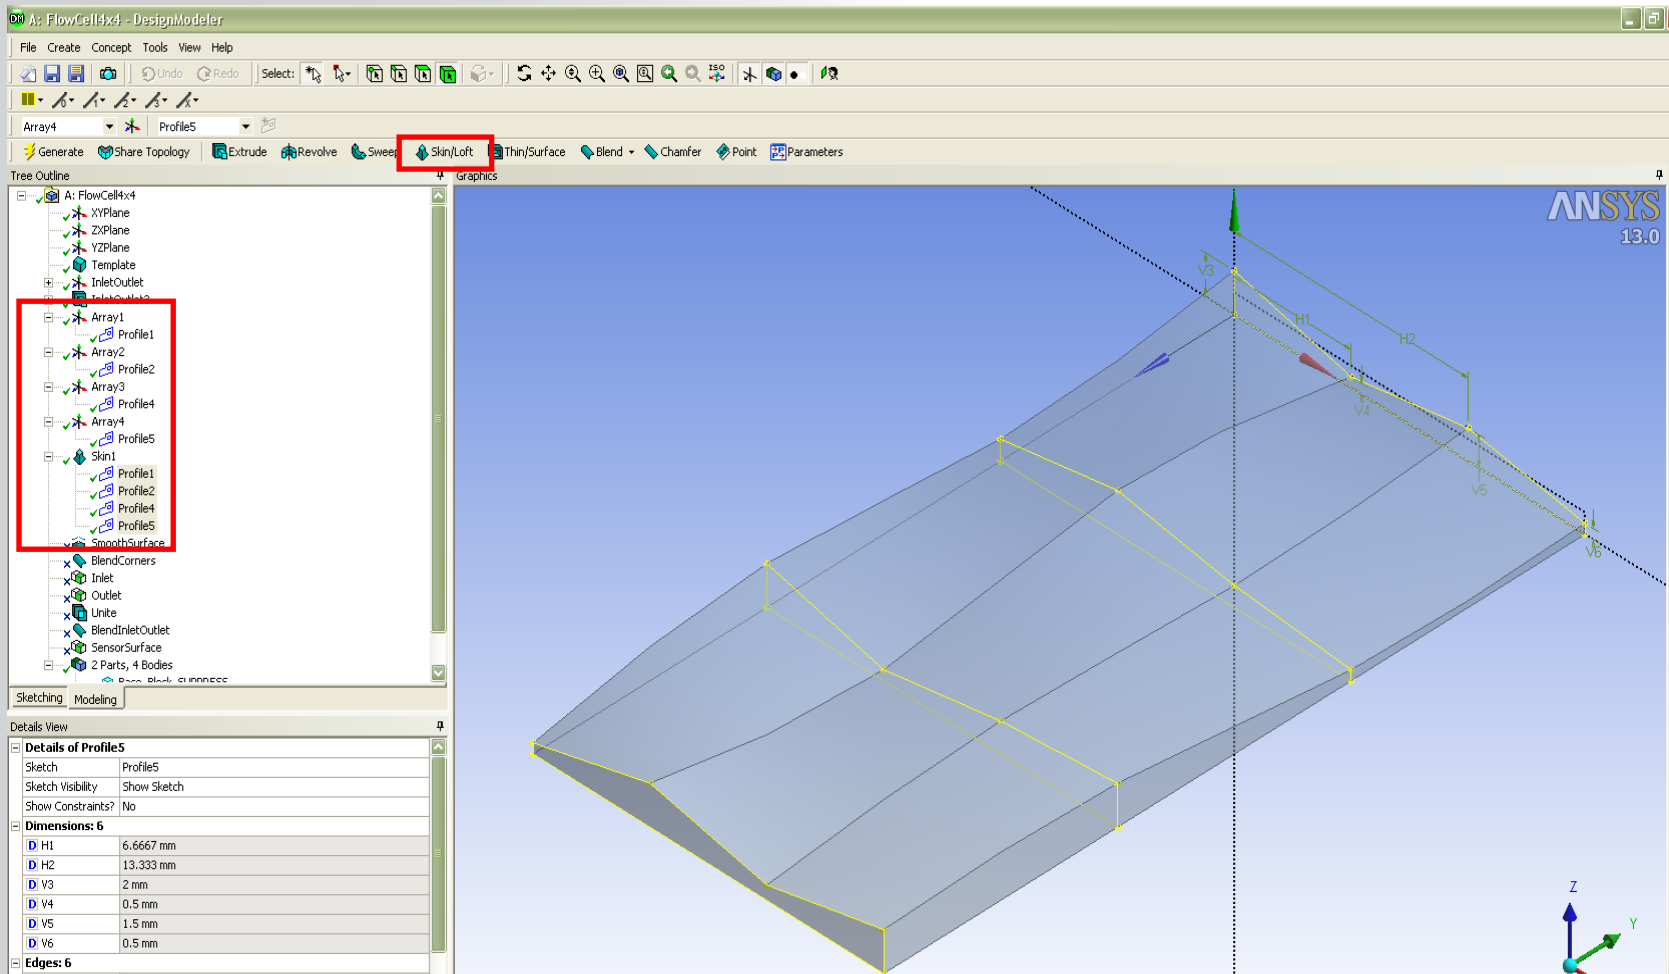 A: FlowCell4x4 - DesignModeler
File Create Concept Tools View Help
Undo Redo Select: ISO
Array4 Profile5
Generate Share Topology Extrude Revolve Sweep Skin/Loft Thin/Surface Blend Chamfer Point Parameters
Tree Outline
A: FlowCell4x4
XYPlane
ZXPlane
YZPlane
Template
InletOutlet
InletOutlet2
Array1
Profile1
Array2
Profile2
Array3
Profile4
Array4
Profile5
Skin1
Profile1
Profile2
Profile4
Profile5
SmoothSurface
BlendCorners
Inlet
Outlet
Unite
BlendInletOutlet
SensorSurface
2 Parts, 4 Bodies
Base_Block_SUPPRESS
Sketching Modeling
Details View
Details of Profile5
Sketch Profile5
Sketch Visibility Show Sketch
Show Constraints? No
Dimensions: 6
D H1 6.6667 mm
D H2 13.333 mm
D V3 2 mm
D V4 0.5 mm
D V5 1.5 mm
D V6 0.5 mm
Edges: 6
Graphics
ANSYS
13.0
V3
H1
H2
V4
V5
V6
Z
Y